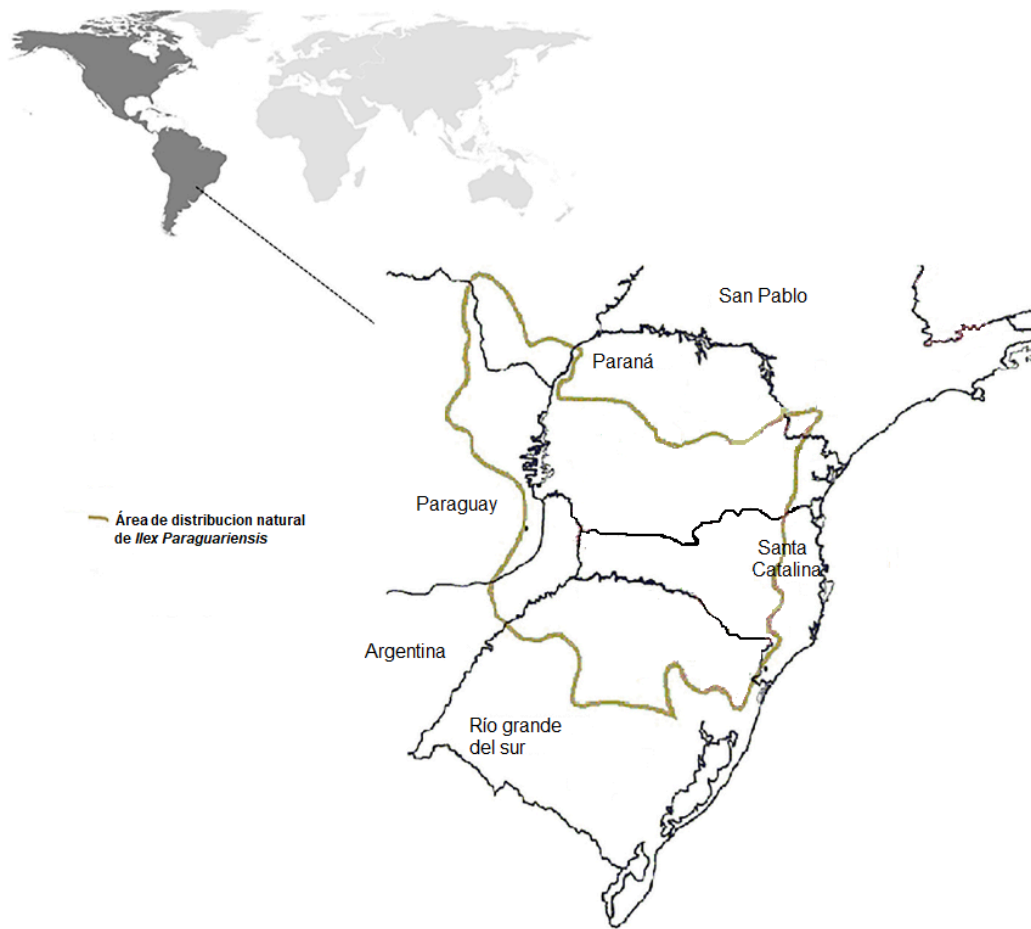 San Pablo
Paraná
Paraguay
Área de distribucion natural
de Ilex Paraguariensis
Santa
Catalina
Argentina
Río grande
del sur